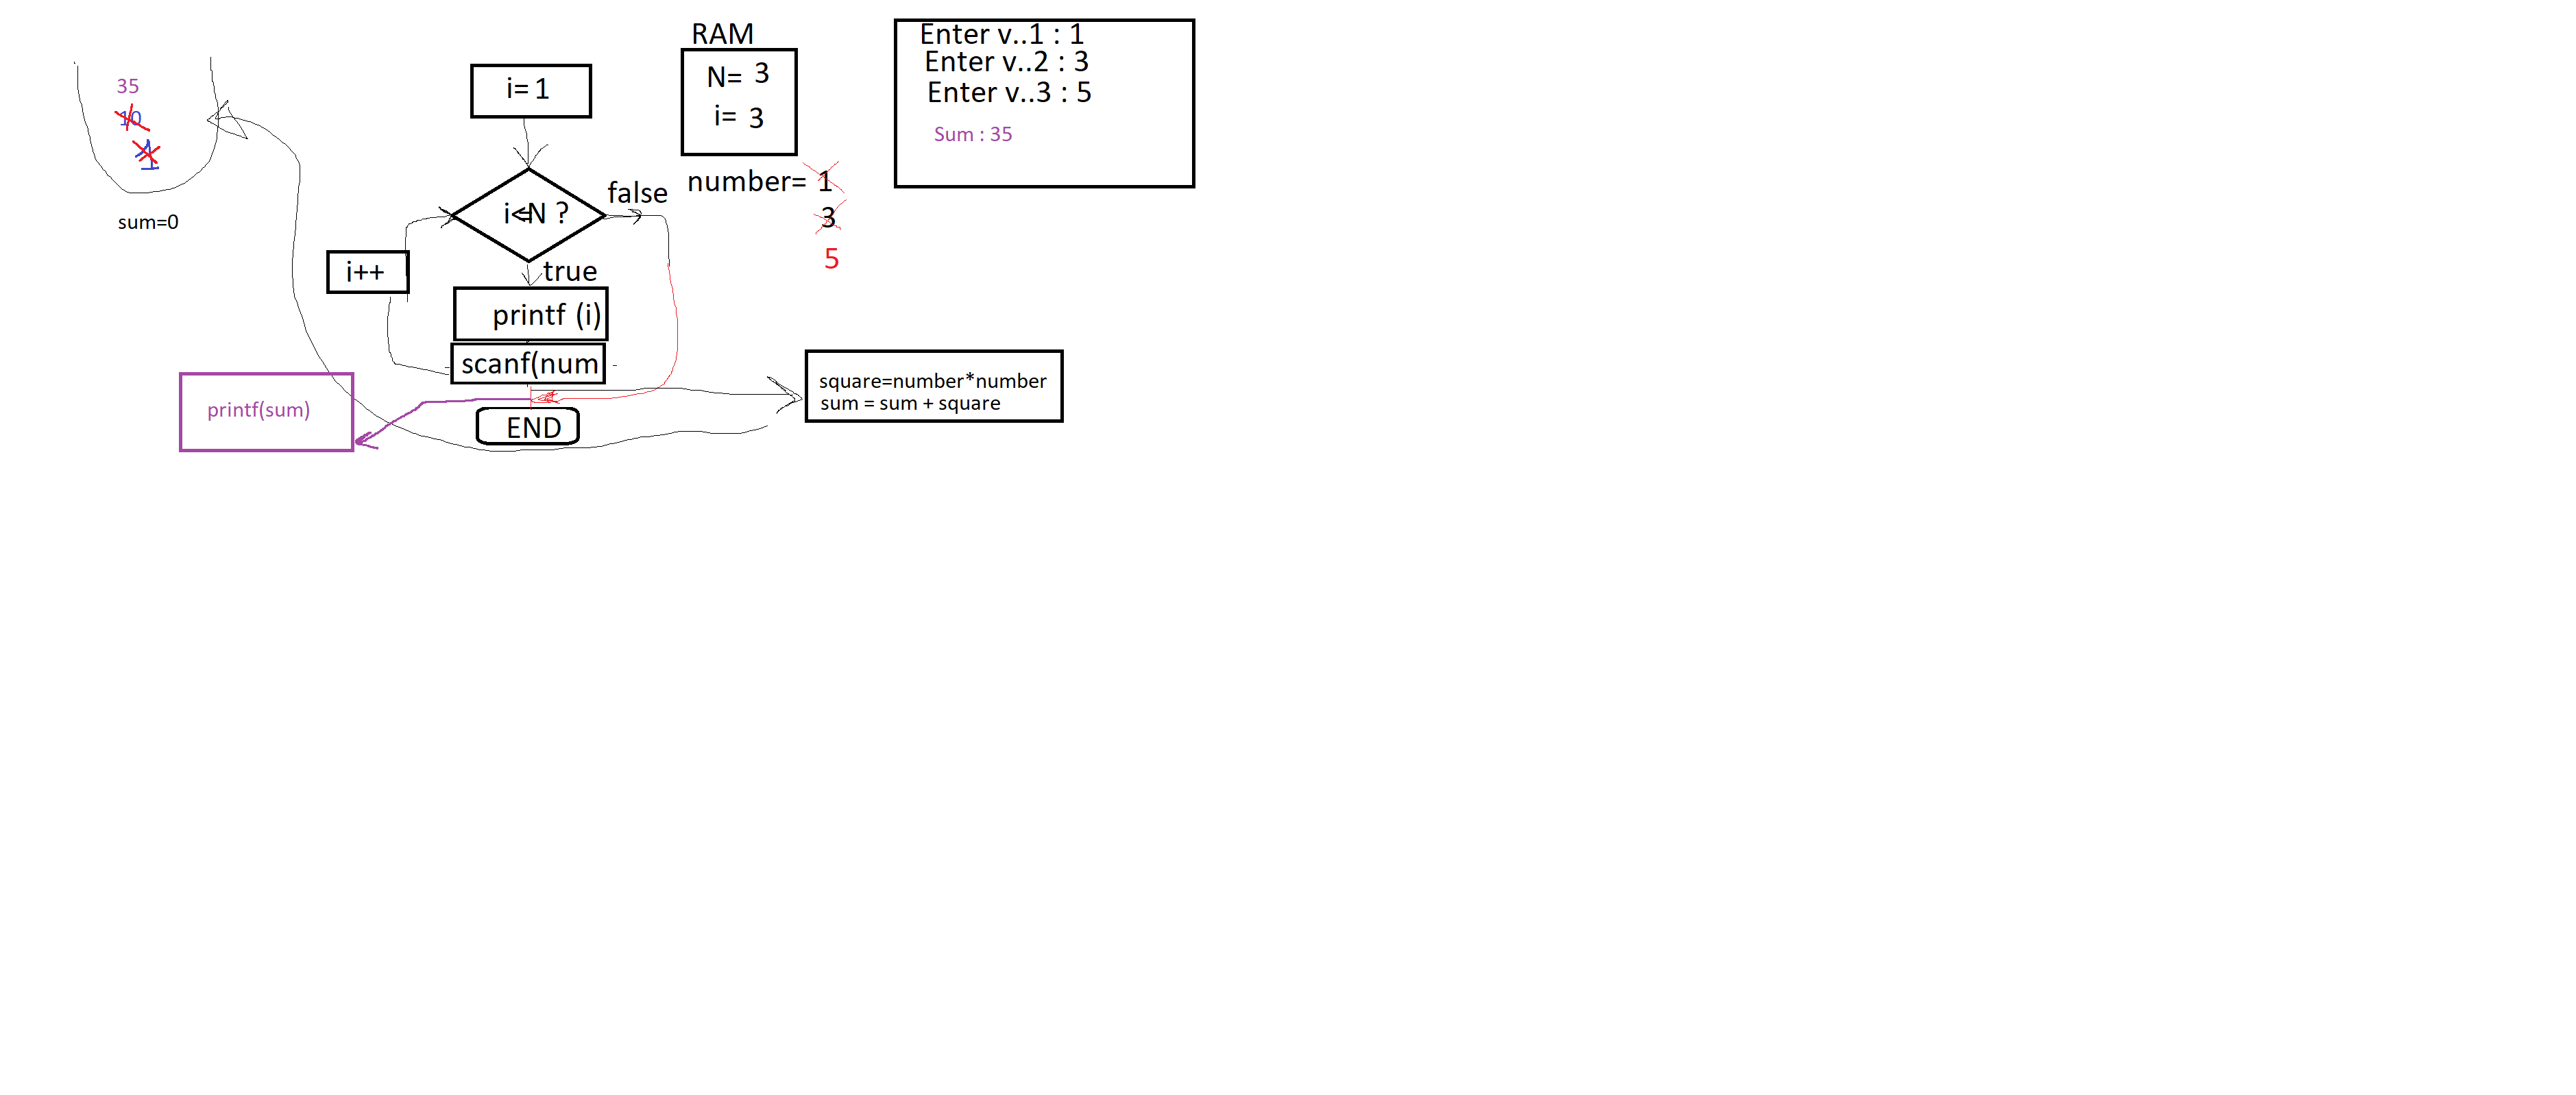 RAM
N= 3
i= 3
number= 1
3
5
Enter v..1 : 1
Enter v..2 : 3
Enter v..3 : 5
Sum : 35
35
10
1
sum=0
i= 1
i<=N ?
false
true
i++
printf (i)
scanf(num
END
printf(sum)
square=number*number
sum = sum + square